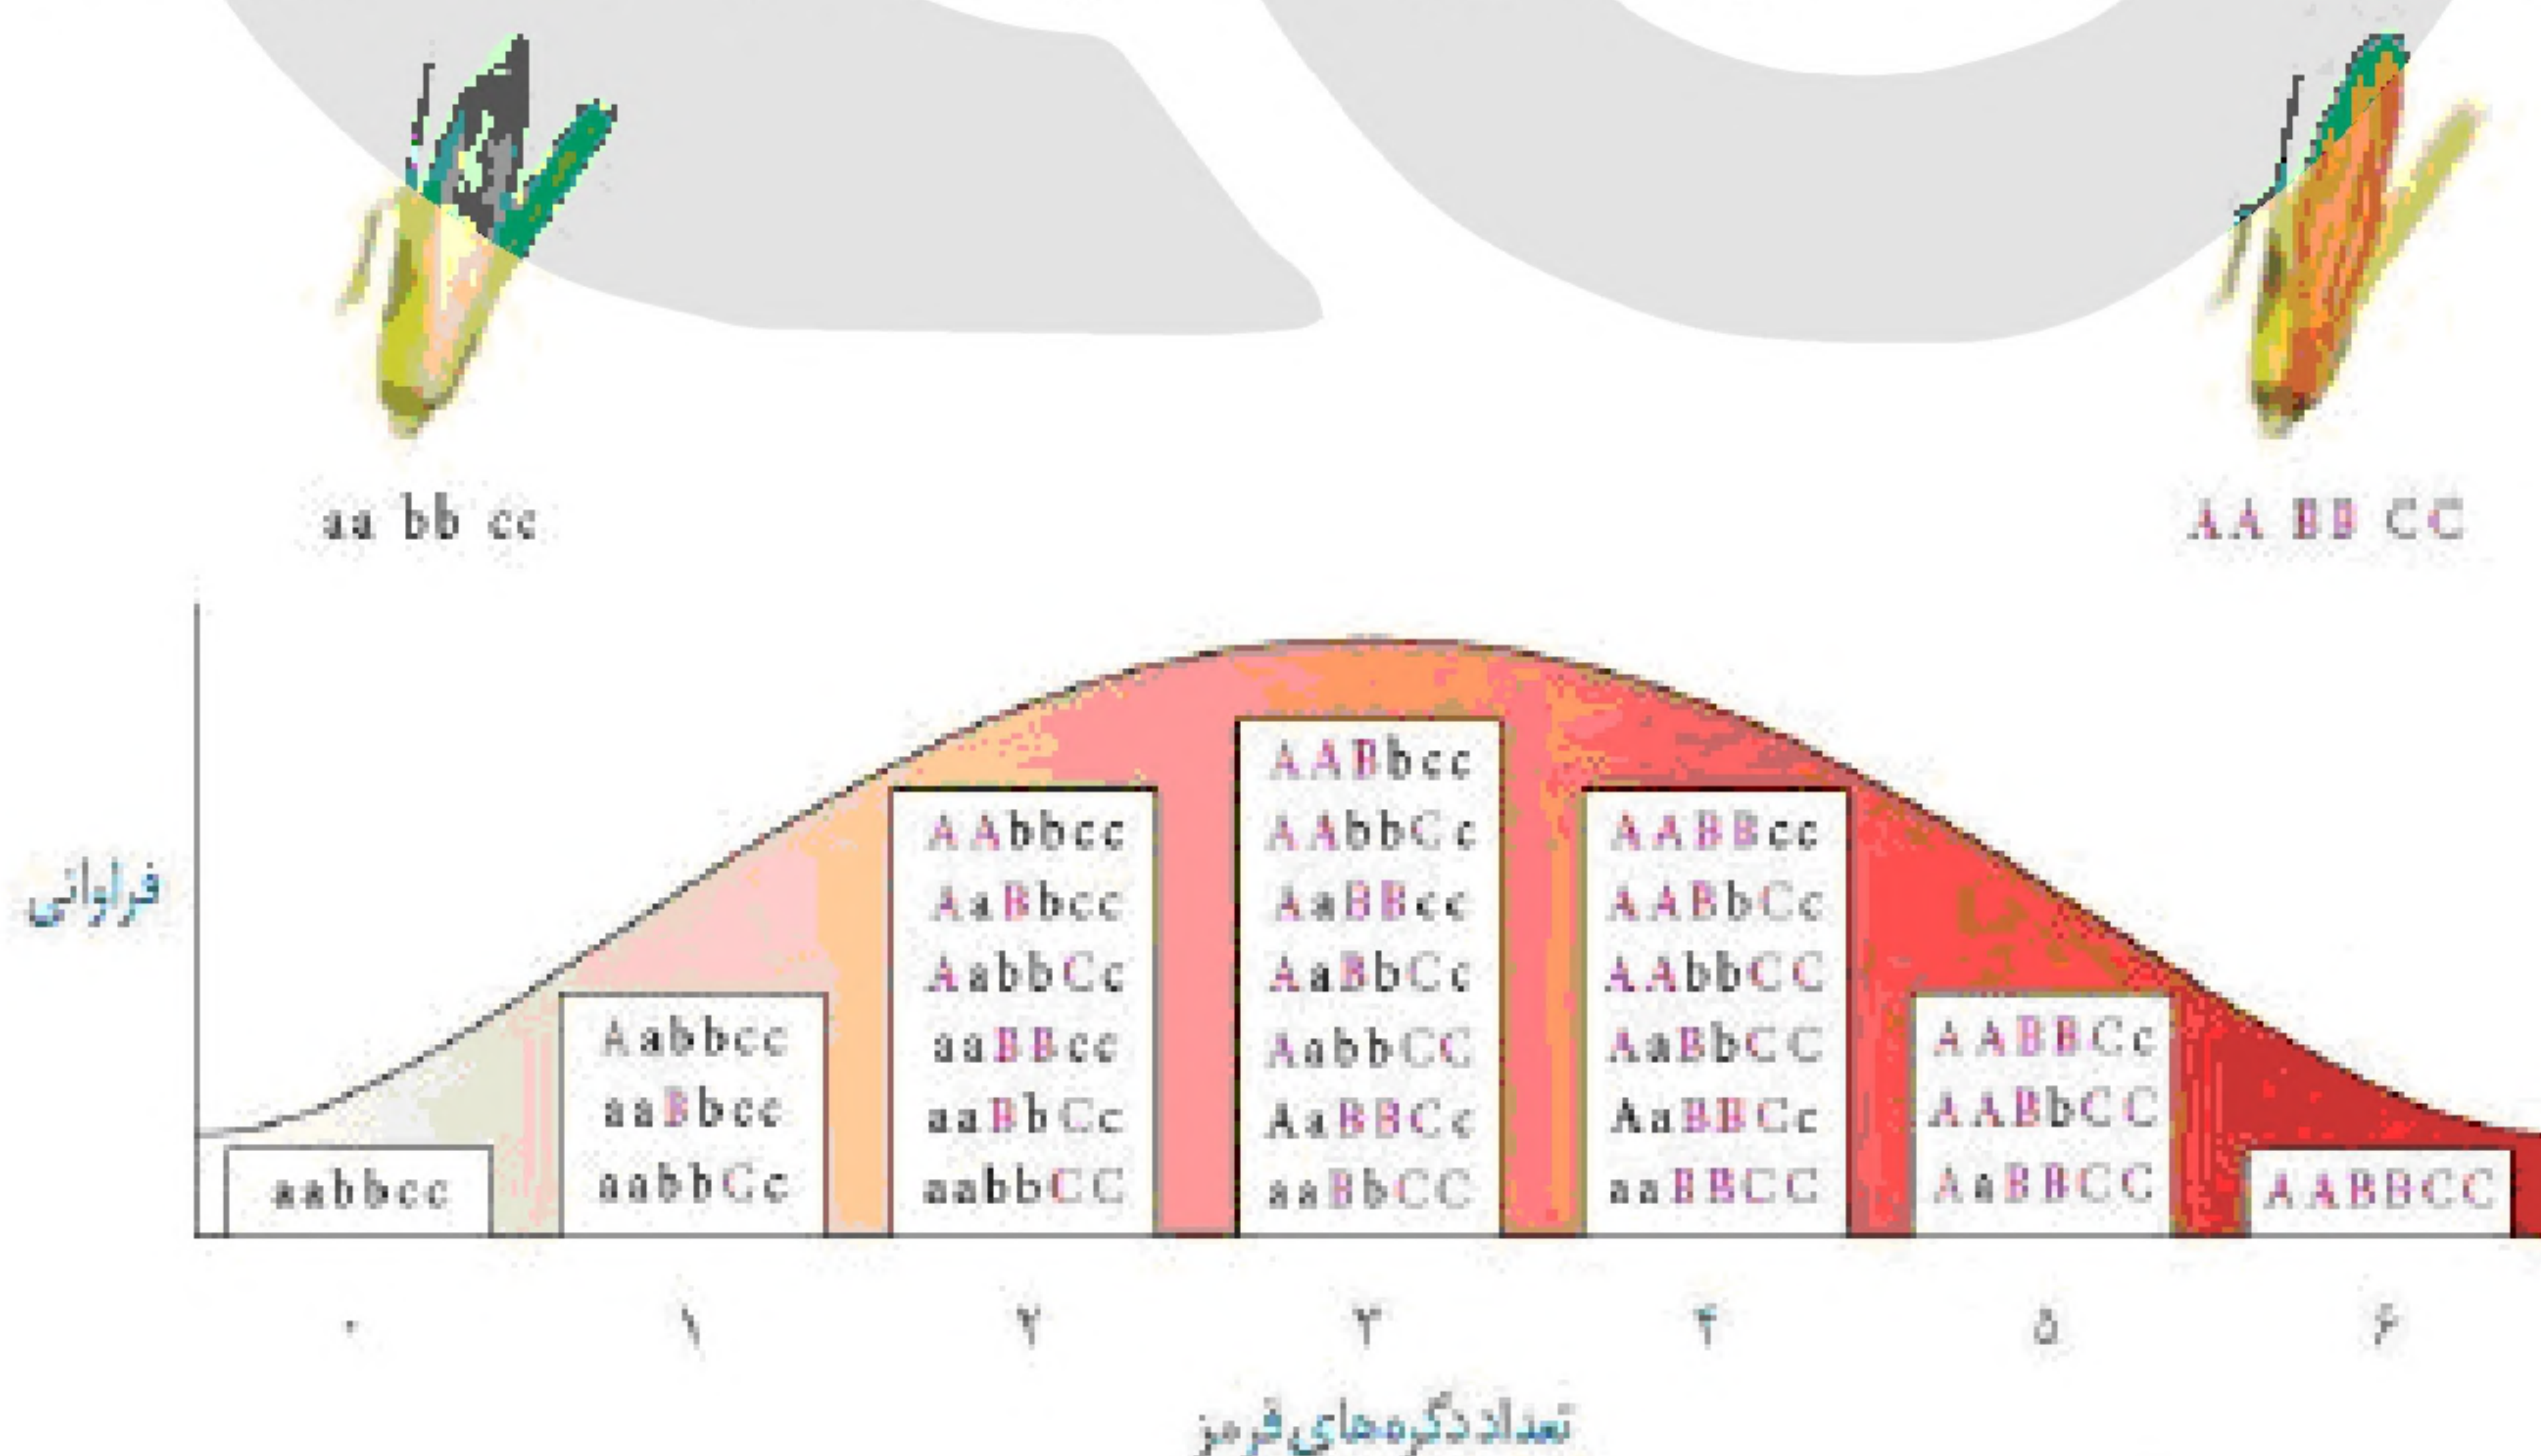 aa bb cc
AA BB CC
فراوانی
aabbcc
Aabbcc
aaBbcc
aabbCc
AAbbcc
AaBbcc
AabbCc
aaBBcc
aaBbCc
aabbCC
AABbcc
AAbbCc
AaBBcc
AaBbCc
AabbCC
AaBBCc
aaBbCC
AABBcc
AABbCc
AAbbCC
AaBbCC
AaBBCc
aaBBCC
AABBCc
AABbCC
AaBBCC
AABBCC
۰ ۱ ۲ ۳ ۴ ۵ ۶
تعداد دگره‌های قرمز